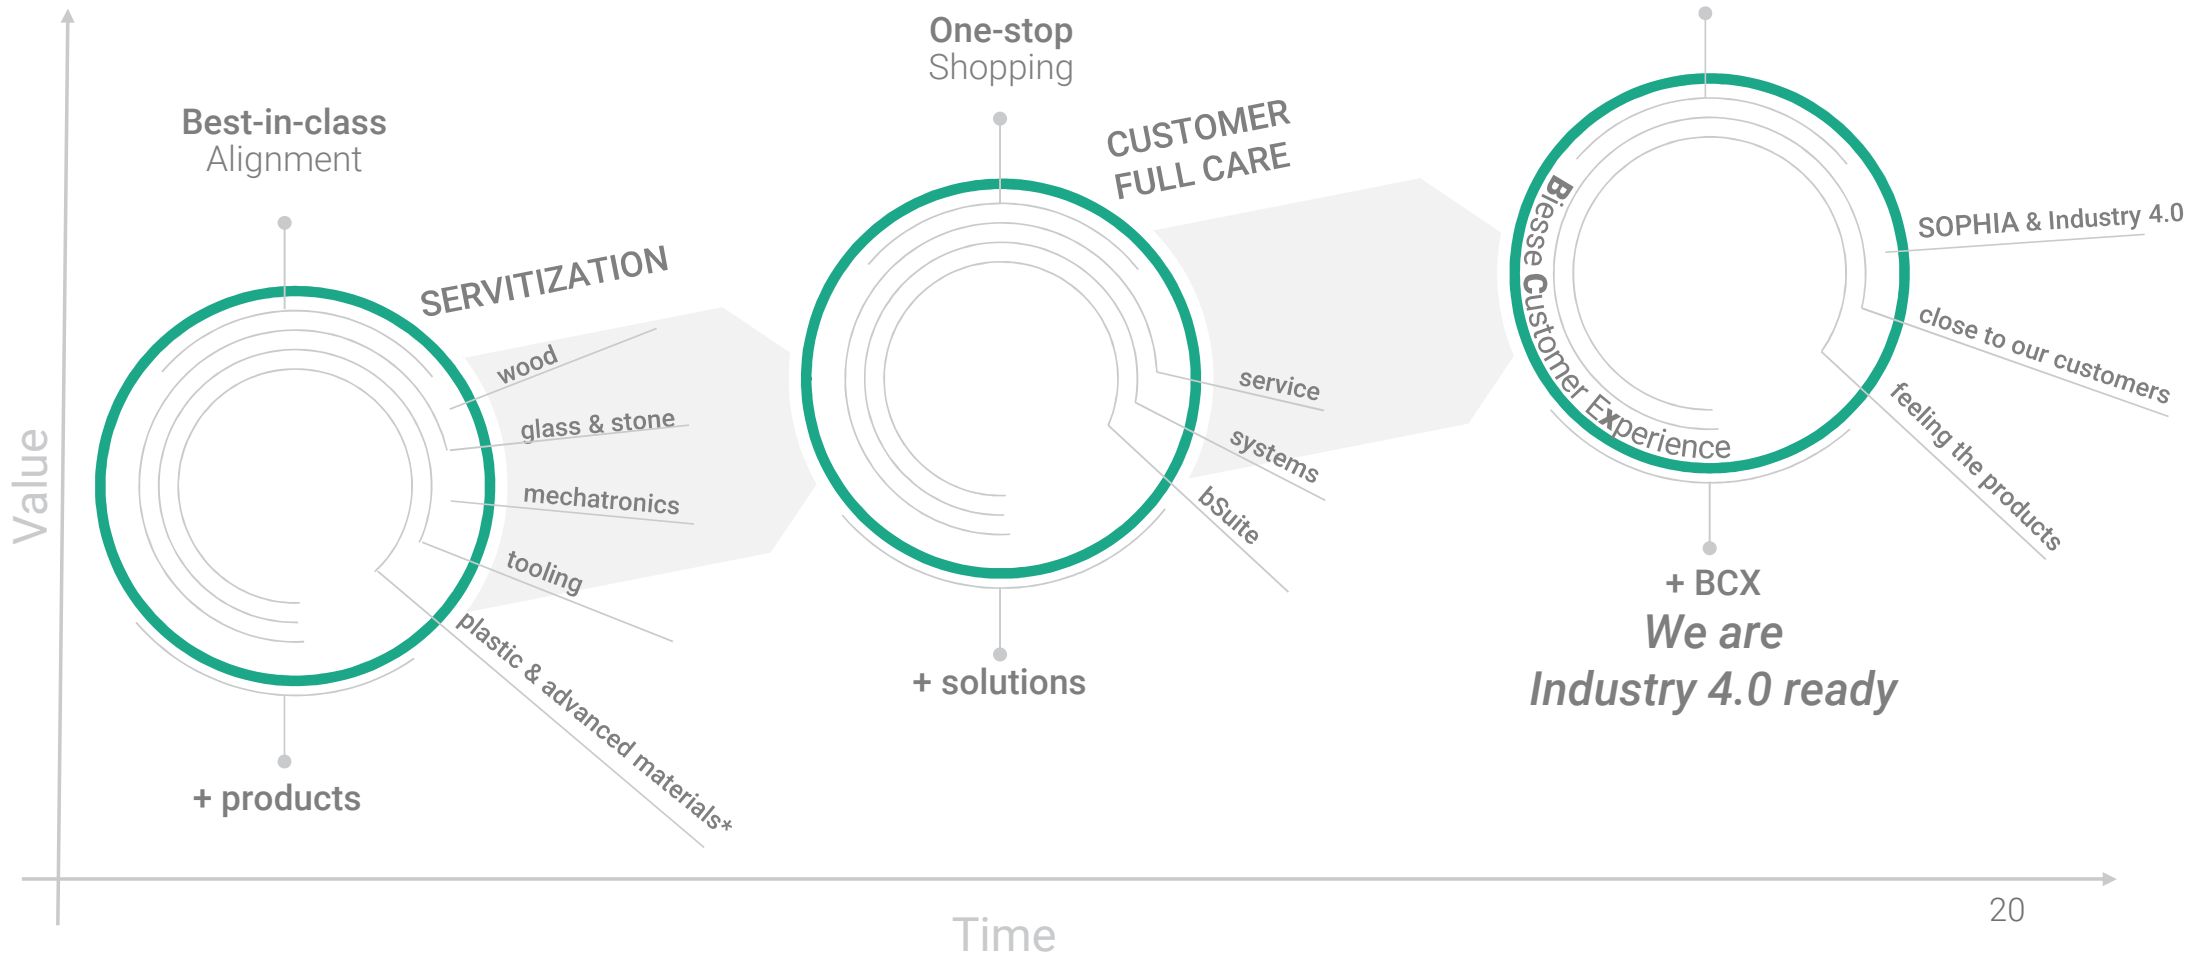 Value
Best-in-class
Alignment
SERVITIZATION
wood
glass & stone
mechatronics
tooling
plastic & advanced materials*
+ products
One-stop
Shopping
CUSTOMER
FULL CARE
service
systems
bSuite
+ solutions
Biesse Customer Experience
SOPHIA & Industry 4.0
close to our customers
feeling the products
+ BCX
We are
Industry 4.0 ready
Time
20